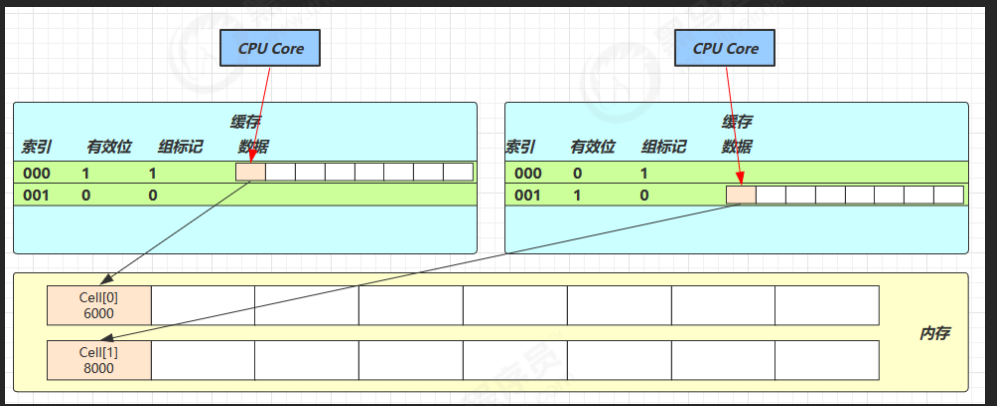 CPU Core
CPU Core
缓存
索引 有效位 组标记 数据
000 1 1
001 0 0
缓存
索引 有效位 组标记 数据
000 0 1
001 1 0
Cell[0]
6000
Cell[1]
8000
内存